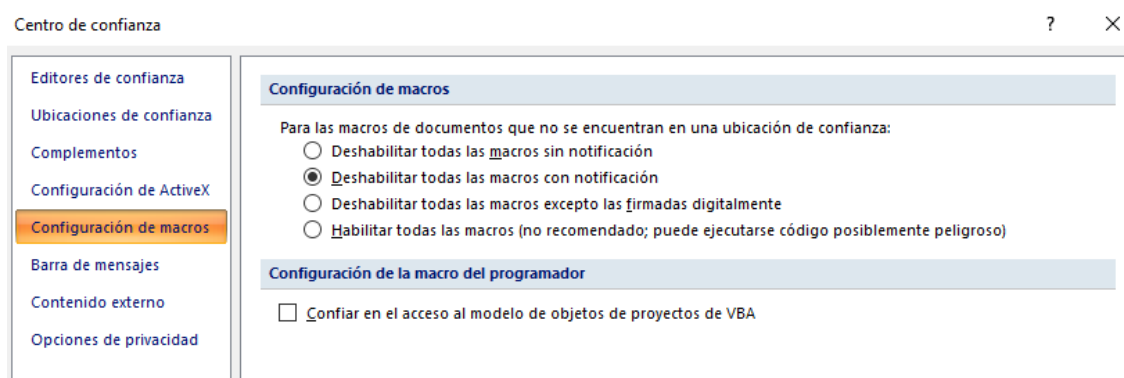 Centro de confianza
?
Editores de confianza
Ubicaciones de confianza
Complementos
Configuración de ActiveX
Configuración de macros
Barra de mensajes
Contenido externo
Opciones de privacidad
Configuración de macros
Para las macros de documentos que no se encuentran en una ubicación de confianza:
Deshabilitar todas las macros sin notificación
Deshabilitar todas las macros con notificación
Deshabilitar todas las macros excepto las firmadas digitalmente
Habilitar todas las macros (no recomendado; puede ejecutarse código posiblemente peligroso)
Configuración de la macro del programador
Confiar en el acceso al modelo de objetos de proyectos de VBA